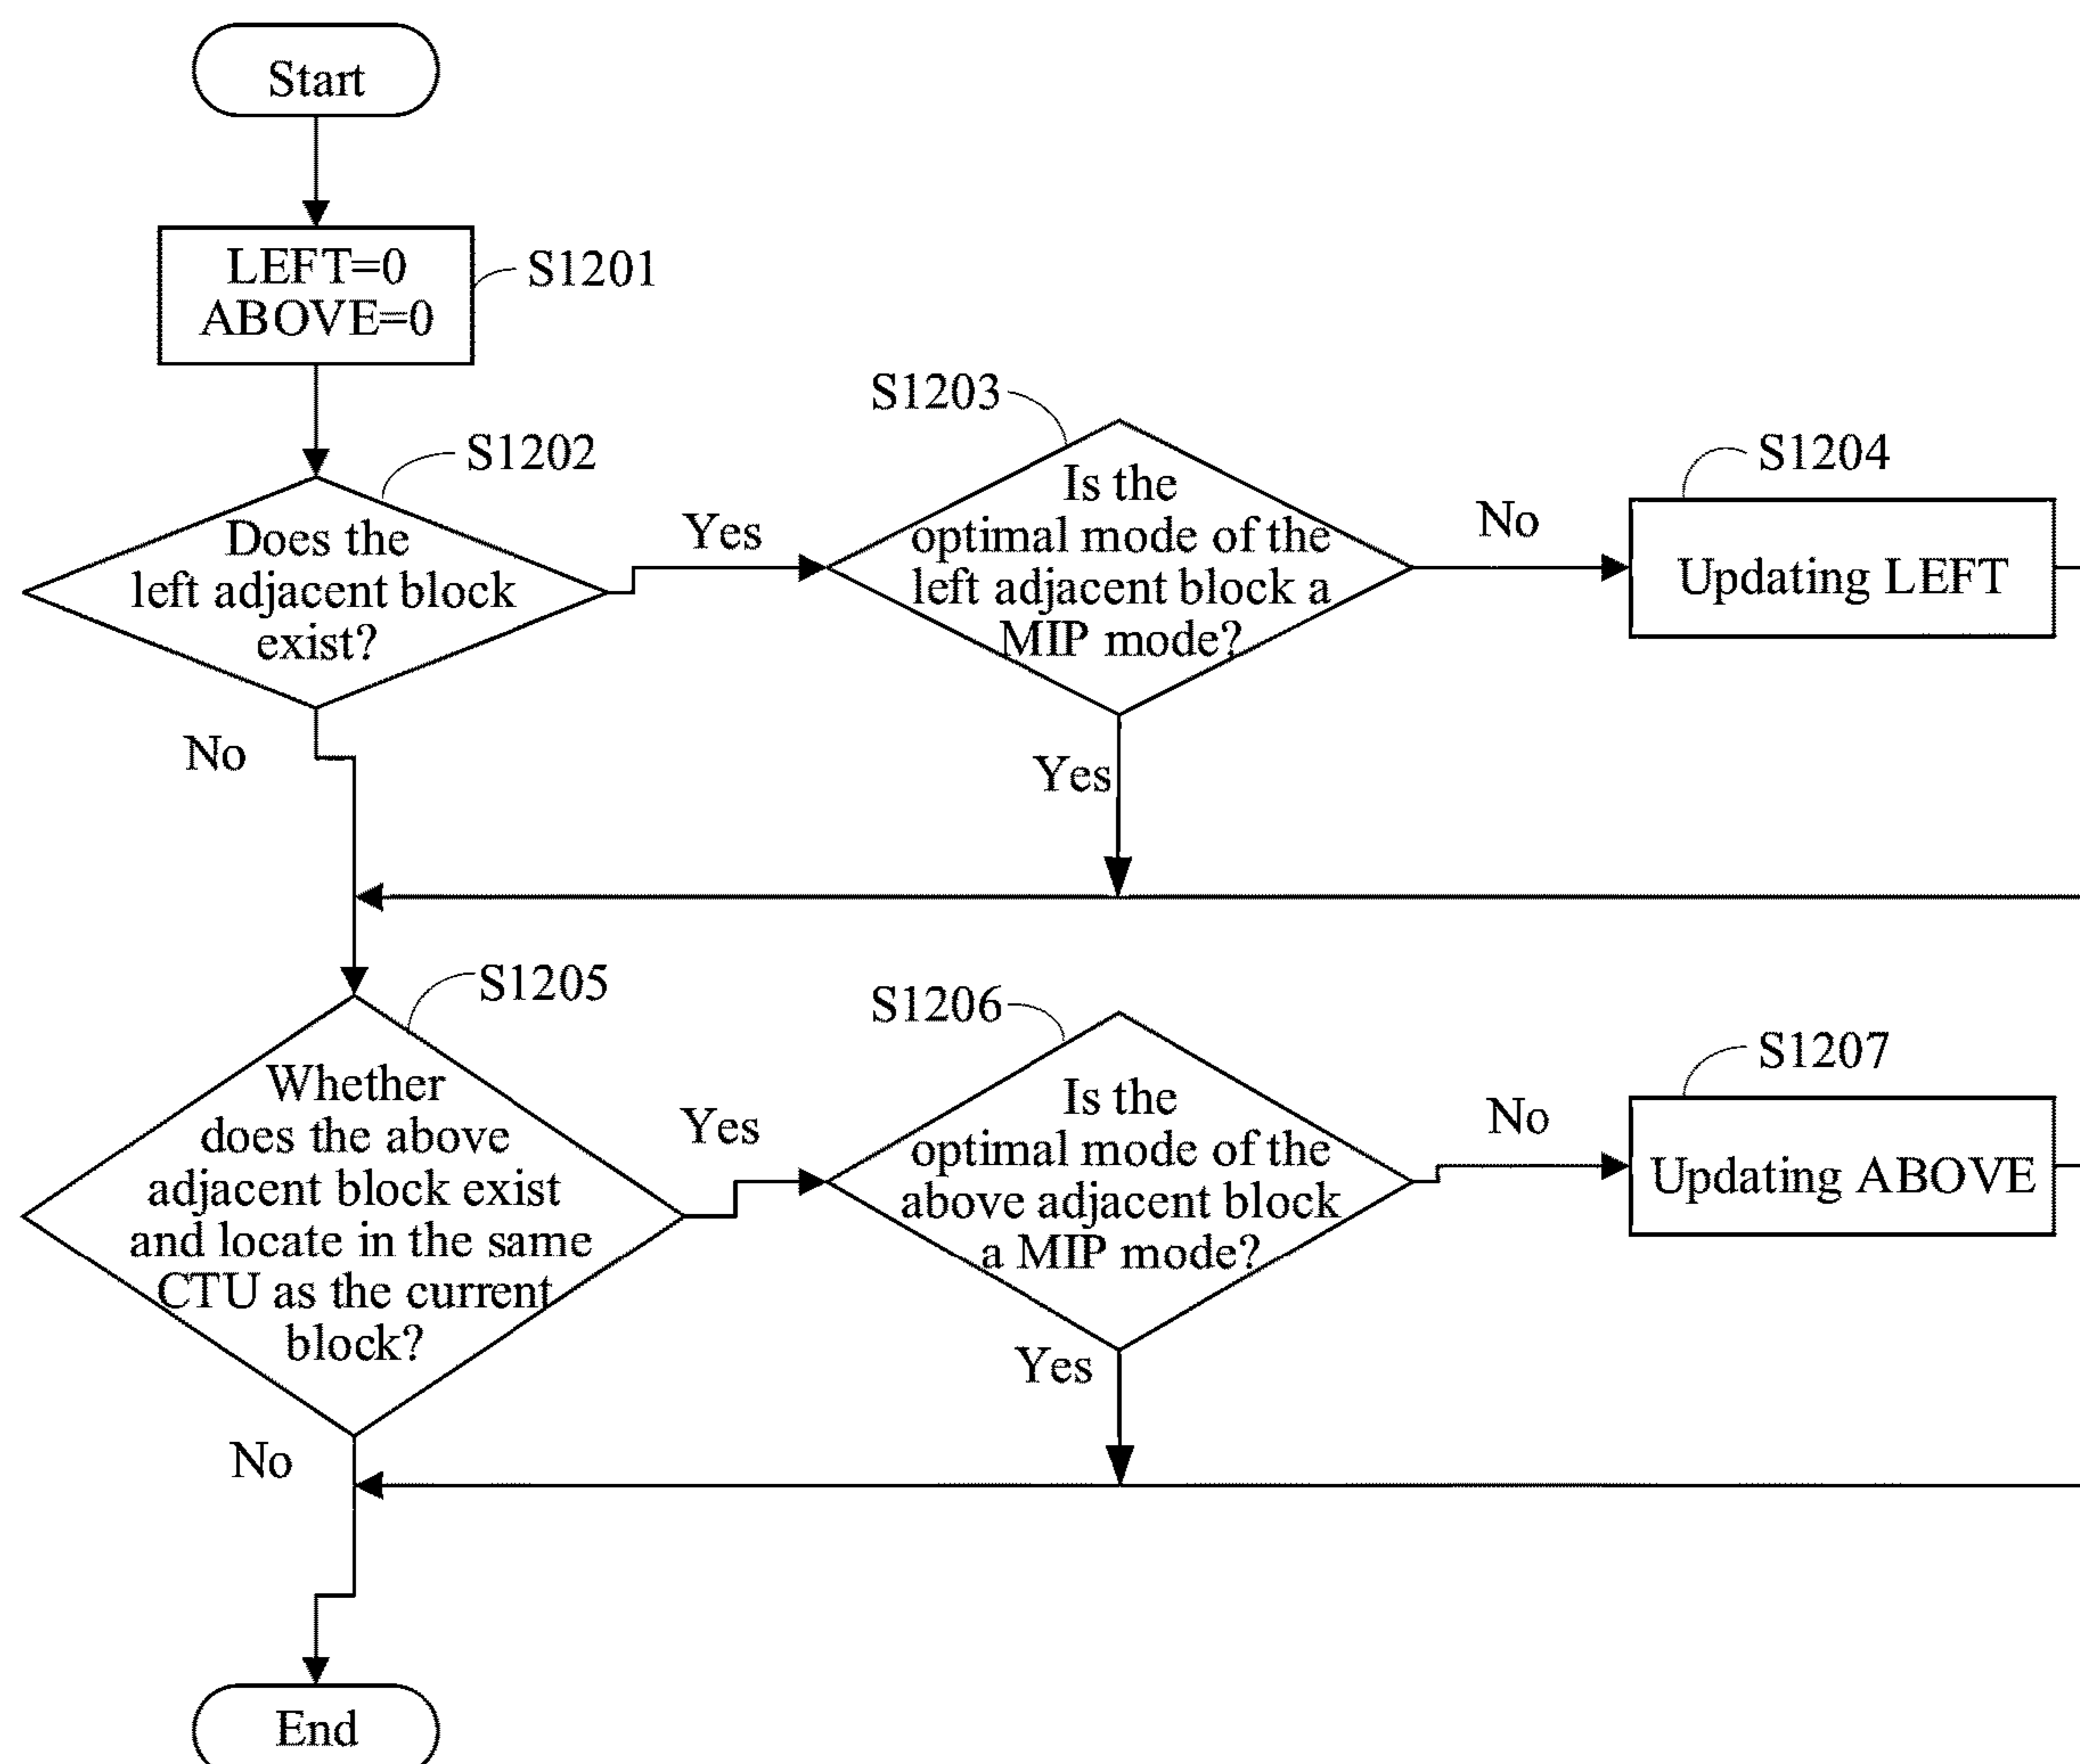 Start
LEFT=0
ABOVE=0
S1201
S1202
Does the
left adjacent block
exist?
Yes
No
S1203
Is the
optimal mode of the
left adjacent block a
MIP mode?
No
Yes
S1204
Updating LEFT
S1205
Whether
does the above
adjacent block exist
and locate in the same
CTU as the current
block?
Yes
No
S1206
Is the
optimal mode of the
above adjacent block
a MIP mode?
No
Yes
S1207
Updating ABOVE
End